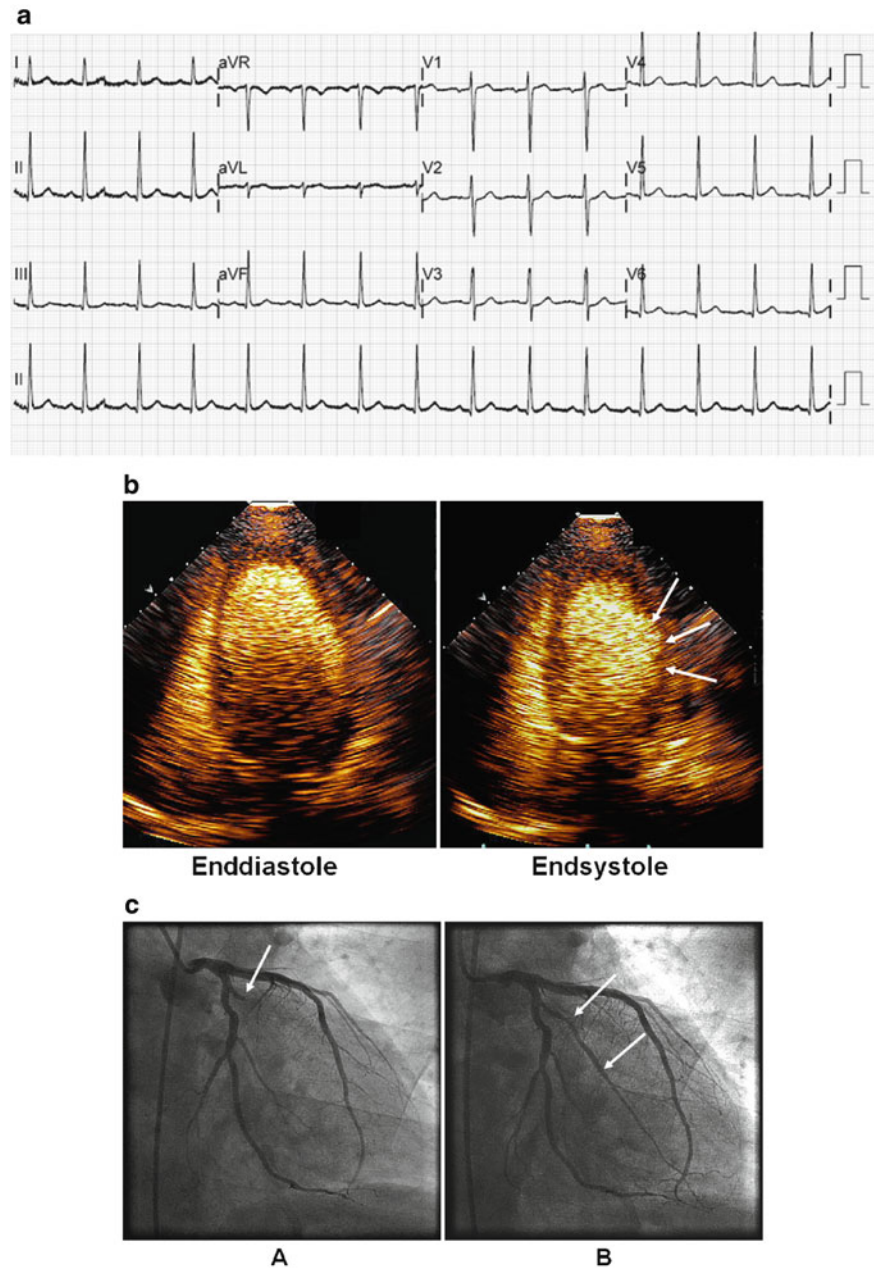 a
I aVR V1 V4
II aVL V2 V5
III aVF V3 V6
II
b
Enddiastole Endsystole
c
A B